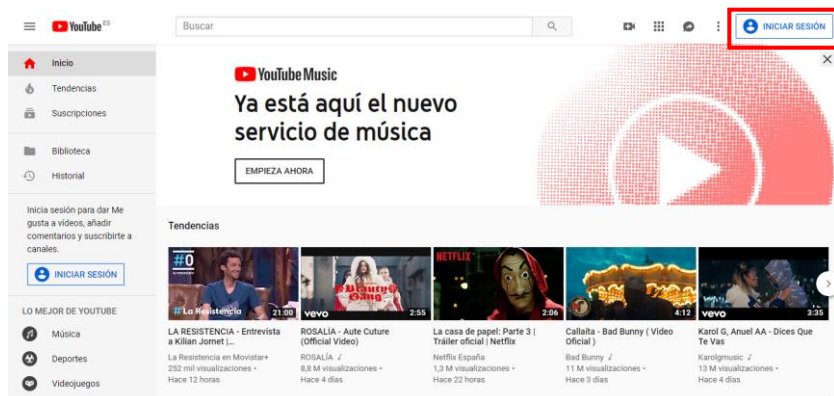 YouTube ES
Buscar
INICIAR SESIÓN
Inicio
Tendencias
Suscripciones
Biblioteca
Historial
Inicia sesión para dar Me
gusta a vídeos, añadir
comentarios y suscribirte a
canales.
INICIAR SESIÓN
LO MEJOR DE YOUTUBE
Música
Deportes
Videojuegos
YouTube Music
Ya está aquí el nuevo
servicio de música
EMPIEZA AHORA
Tendencias
#0
#La Resistencia
21:00
LA RESISTENCIA - Entrevista
a Kilian Jornet |...
La Resistencia en Movistar+
252 mil visualizaciones •
Hace 12 horas
vevo
2:55
ROSALÍA - Aute Cuture
(Official Video)
ROSALÍA
8,8 M visualizaciones •
Hace 4 días
NETFLIX
2:06
La casa de papel: Parte 3 |
Tráiler oficial | Netflix
Netflix España
1,3 M visualizaciones •
Hace 22 horas
4:12
Callaita - Bad Bunny ( Video
Oficial )
Bad Bunny
11 M visualizaciones •
Hace 3 días
vevo
3:35
Karol G, Anuel AA - Dices Que
Te Vas
Karolgmusic
13 M visualizaciones •
Hace 4 días